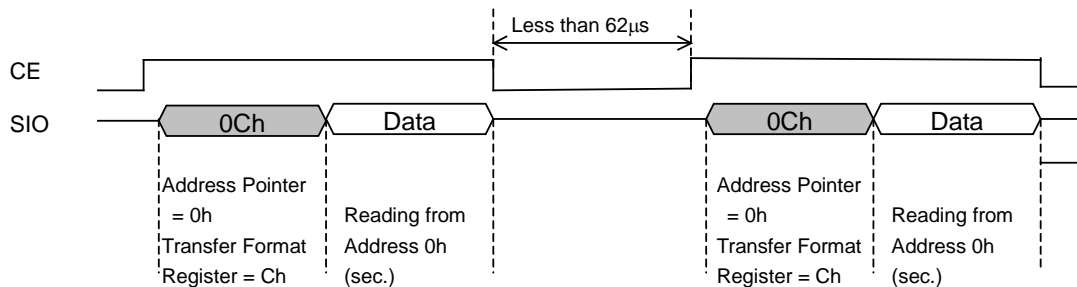 Less than 62μs
CE
SIO 0Ch Data 0Ch Data
Address Pointer Address Pointer
= 0h Reading from = 0h Reading from
Transfer Format Address 0h Transfer Format Address 0h
Register = Ch (sec.) Register = Ch (sec.)